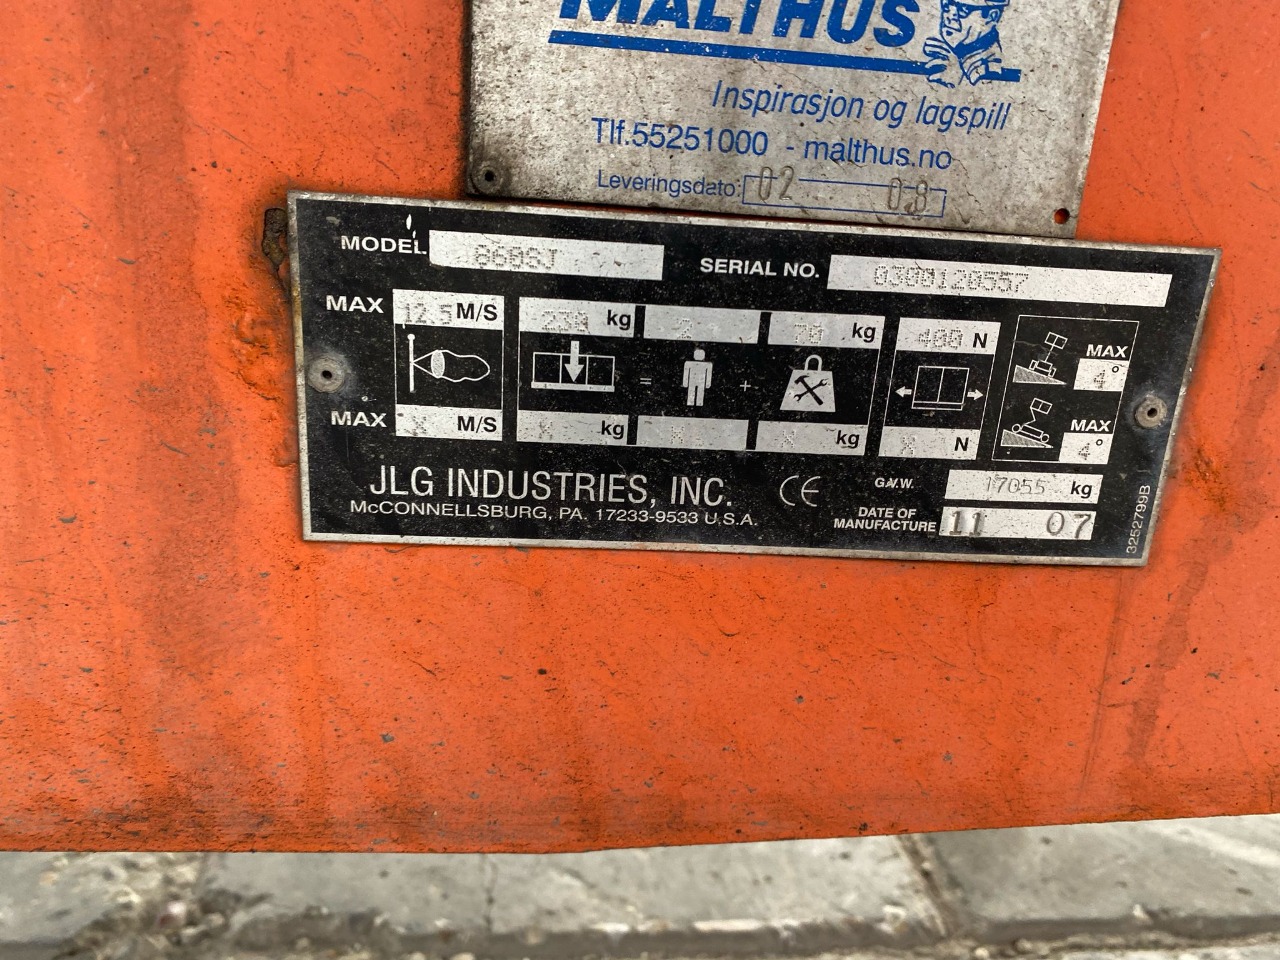 MALTHUS
Inspirasjon og lagspill
Tlf.55251000 - malthus.no
Leveringsdato: 02 08
MODEL 860SJ
SERIAL NO. 0300120557
MAX 12.5 M/S
kg 2 70 kg 400 N
MAX 4°
= +
MAX X M/S
X kg X X kg X N
MAX 4°
JLG INDUSTRIES, INC.
McCONNELLSBURG, PA. 17233-9533 U.S.A.
CE
G.V.W. 17055 kg
DATE OF MANUFACTURE 11 07
3252799B